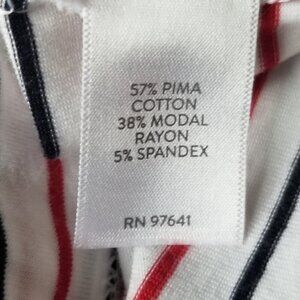 57% PIMA
COTTON
38% MODAL
RAYON
5% SPANDEX
RN 97641